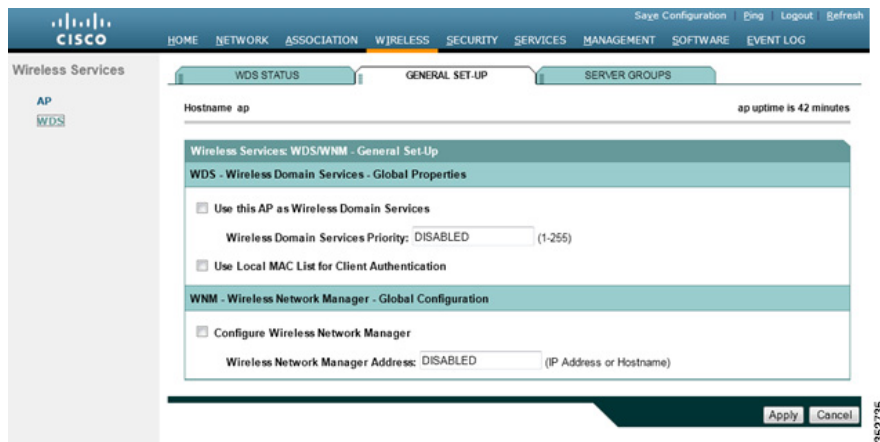 Save Configuration | Ping | Logout | Refresh
CISCO
HOME NETWORK ASSOCIATION WIRELESS SECURITY SERVICES MANAGEMENT SOFTWARE EVENT LOG
Wireless Services
AP
WDS
WDS STATUS GENERAL SET-UP SERVER GROUPS
Hostname ap ap uptime is 42 minutes
Wireless Services: WDS/WNM - General Set-Up
WDS - Wireless Domain Services - Global Properties
Use this AP as Wireless Domain Services
Wireless Domain Services Priority: DISABLED (1-255)
Use Local MAC List for Client Authentication
WNM - Wireless Network Manager - Global Configuration
Configure Wireless Network Manager
Wireless Network Manager Address: DISABLED (IP Address or Hostname)
Apply Cancel